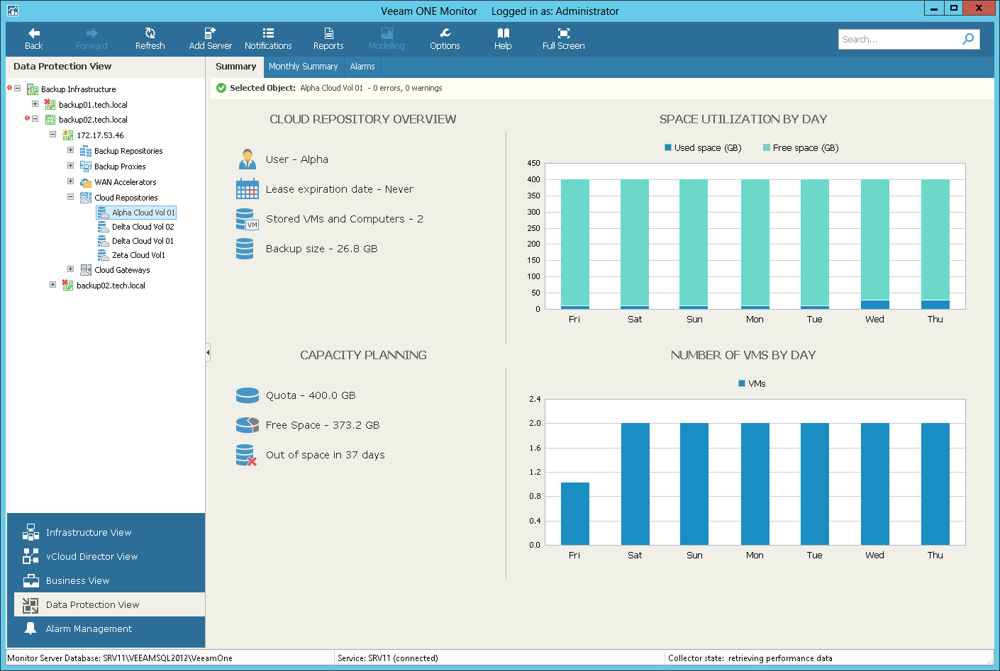 Veeam ONE Monitor Logged in as: Administrator
Back Forward Refresh Add Server Notifications Reports Modelling Options Help Full Screen
Search...
Data Protection View
Summary Monthly Summary Alarms
Selected Object: Alpha Cloud Vol 01 - 0 errors, 0 warnings
Backup Infrastructure
backup01.tech.local
backup02.tech.local
172.17.53.46
Backup Repositories
Backup Proxies
WAN Accelerators
Cloud Repositories
Alpha Cloud Vol 01
Delta Cloud Vol 02
Delta Cloud Vol 01
Zeta Cloud Vol1
Cloud Gateways
backup02.tech.local
Infrastructure View
vCloud Director View
Business View
Data Protection View
Alarm Management
CLOUD REPOSITORY OVERVIEW
User - Alpha
Lease expiration date - Never
VM
Stored VMs and Computers - 2
Backup size - 26.8 GB
SPACE UTILIZATION BY DAY
Used space (GB) Free space (GB)
450
400
350
300
250
200
150
100
50
0
Fri Sat Sun Mon Tue Wed Thu
CAPACITY PLANNING
Quota - 400.0 GB
Free Space - 373.2 GB
Out of space in 37 days
NUMBER OF VMS BY DAY
VMs
2.4
2.0
1.6
1.2
0.8
0.4
0.0
Fri Sat Sun Mon Tue Wed Thu
Monitor Server Database: SRV11\VEEAMSQL2012\VeeamOne
Service: SRV11 (connected)
Collector state: retrieving performance data